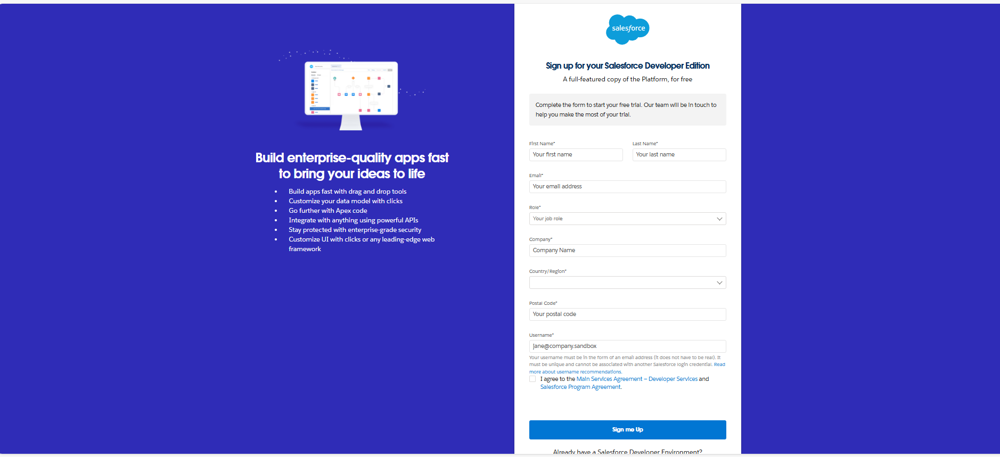 Build enterprise-quality apps fast
to bring your ideas to life
• Build apps fast with drag and drop tools
• Customize your data model with clicks
• Go further with Apex code
• Integrate with anything using powerful APIs
• Stay protected with enterprise-grade security
• Customize UI with clicks or any leading-edge web
framework
salesforce
Sign up for your Salesforce Developer Edition
A full-featured copy of the Platform, for free
Complete the form to start your free trial. Our team will be in touch to
help you make the most of your trial.
First Name* Last Name*
Your first name Your last name
Email*
Your email address
Role*
Your job role
Company*
Company Name
Country/Region*
Postal Code*
Your postal code
Username*
jane@company.sandbox
Your username must be in the form of an email address (it does not have to be real). It
must be unique and cannot be associated with another Salesforce login credential. Read
more about username recommendations.
I agree to the Main Services Agreement – Developer Services and
Salesforce Program Agreement.
Sign me Up
Already have a Salesforce Developer Environment?